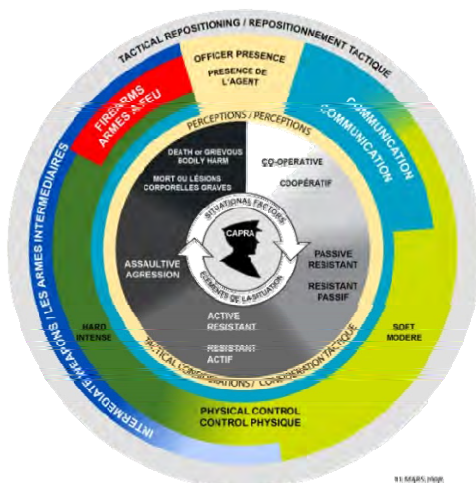 TACTICAL REPOSITIONING / REPOSITIONNEMENT TACTIQUE
OFFICER PRESENCE
PRESENCE DE
L'AGENT
FIREARMS
ARMES A FEU
COMMUNICATION
COMMUNICATION
PERCEPTIONS / PERCEPTIONS
DEATH or GRIEVOUS
BODILY HARM
MORT OU LÉSIONS
CORPORELLES GRAVES
CO-OPERATIVE
COOPÉRATIF
SITUATIONAL FACTORS
CAPRA
ÉLÉMENTS DE LA SITUATION
ASSAULTIVE
AGRESSION
PASSIVE
RESISTANT
RESISTANT
PASSIF
ACTIVE
RESISTANT
RESISTANT
ACTIF
HARD
INTENSE
SOFT
MODERE
TACTICAL CONSIDERATIONS / CONSIDERATION TACTIQUE
PHYSICAL CONTROL
CONTROL PHYSIQUE
INTERMEDIATE WEAPONS / LES ARMES INTERMEDIAIRES